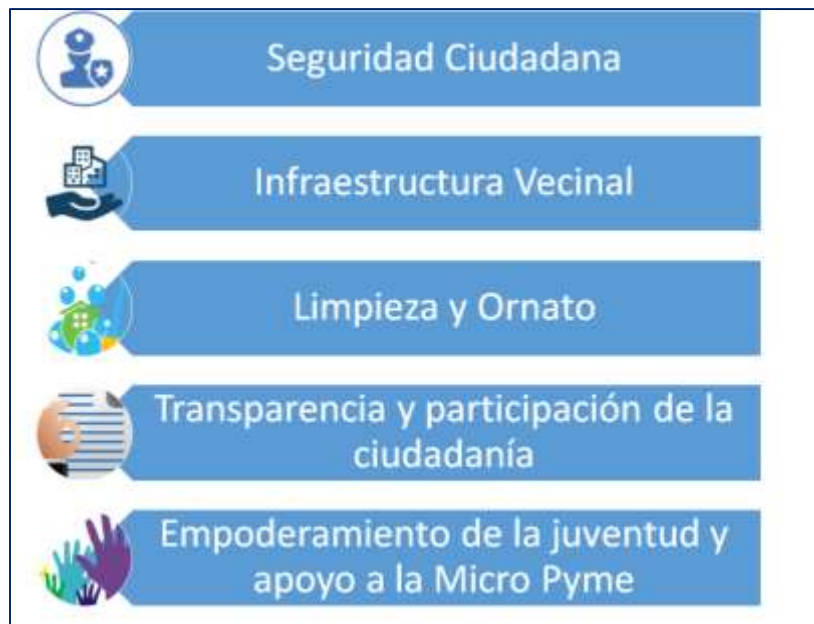 Seguridad Ciudadana
Infraestructura Vecinal
Limpieza y Ornato
Transparencia y participación de la
ciudadanía
Empoderamiento de la juventud y
apoyo a la Micro Pyme